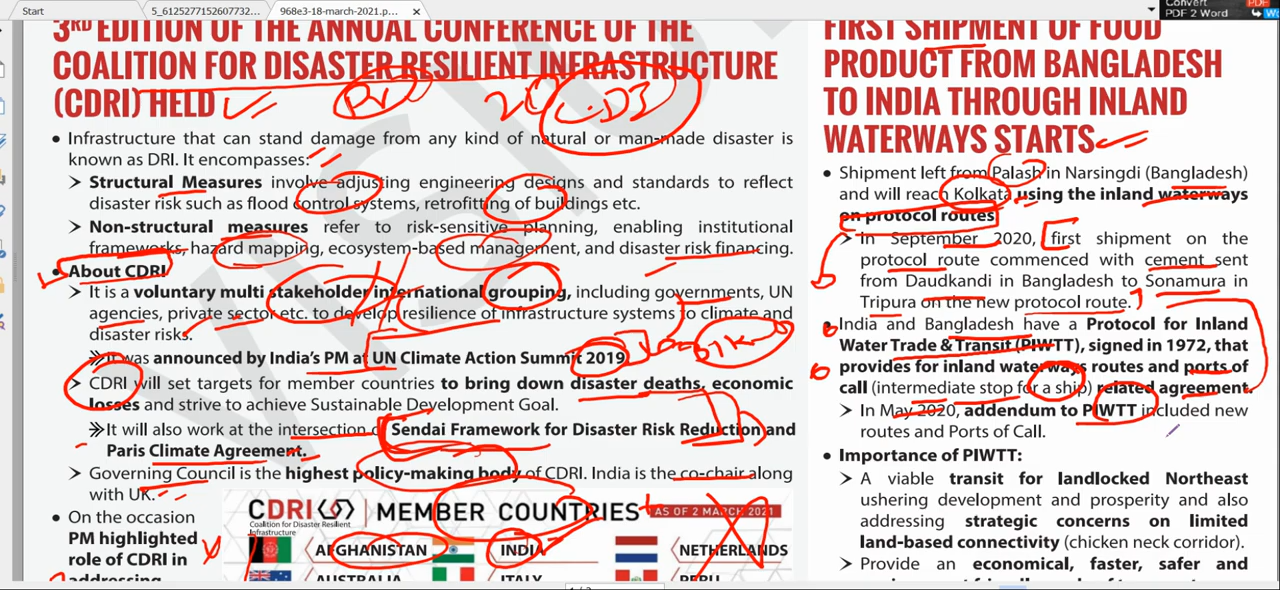 Start
5_6125277152607732...
968e3-18-march-2021.p...
Convert
PDF 2 Word
PDF
3RD EDITION OF THE ANNUAL CONFERENCE OF THE
COALITION FOR DISASTER RESILIENT INFRASTRUCTURE
(CDRI) HELD
• Infrastructure that can stand damage from any kind of natural or man-made disaster is
known as DRI. It encompasses:
➤ Structural Measures involve adjusting engineering designs and standards to reflect
disaster risk such as flood control systems, retrofitting of buildings etc.
➤ Non-structural measures refer to risk-sensitive planning, enabling institutional
frameworks, hazard mapping, ecosystem-based management, and disaster risk financing.
• About CDRI
➤ It is a voluntary multi stakeholder international grouping, including governments, UN
agencies, private sector etc. to develop resilience of infrastructure systems to climate and
disaster risks.
It was announced by India's PM at UN Climate Action Summit 2019
➤ CDRI will set targets for member countries to bring down disaster deaths, economic
losses and strive to achieve Sustainable Development Goal.
It will also work at the intersection of Sendai Framework for Disaster Risk Reduction and
Paris Climate Agreement.
➤ Governing Council is the highest policy-making body of CDRI. India is the co-chair along
with UK.
• On the occasion
PM highlighted
role of CDRI in
addressing
CDRI
Coalition for Disaster Resilient
Infrastructure
MEMBER COUNTRIES
AS OF 2 MARCH 2021
AFGHANISTAN
INDIA
NETHERLANDS
AUSTRALIA
ITALY
PERU
FIRST SHIPMENT OF FOOD
PRODUCT FROM BANGLADESH
TO INDIA THROUGH INLAND
WATERWAYS STARTS
• Shipment left from Palash in Narsingdi (Bangladesh)
and will reach Kolkata using the inland waterways
on protocol routes
➤ In September 2020, first shipment on the
protocol route commenced with cement sent
from Daudkandi in Bangladesh to Sonamura in
Tripura on the new protocol route.
• India and Bangladesh have a Protocol for Inland
Water Trade & Transit (PIWTT), signed in 1972, that
provides for inland waterways routes and ports of
call (intermediate stop for a ship) related agreement.
➤ In May 2020, addendum to PIWTT included new
routes and Ports of Call.
• Importance of PIWTT:
➤ A viable transit for landlocked Northeast
ushering development and prosperity and also
addressing strategic concerns on limited
land-based connectivity (chicken neck corridor).
➤ Provide an economical, faster, safer and